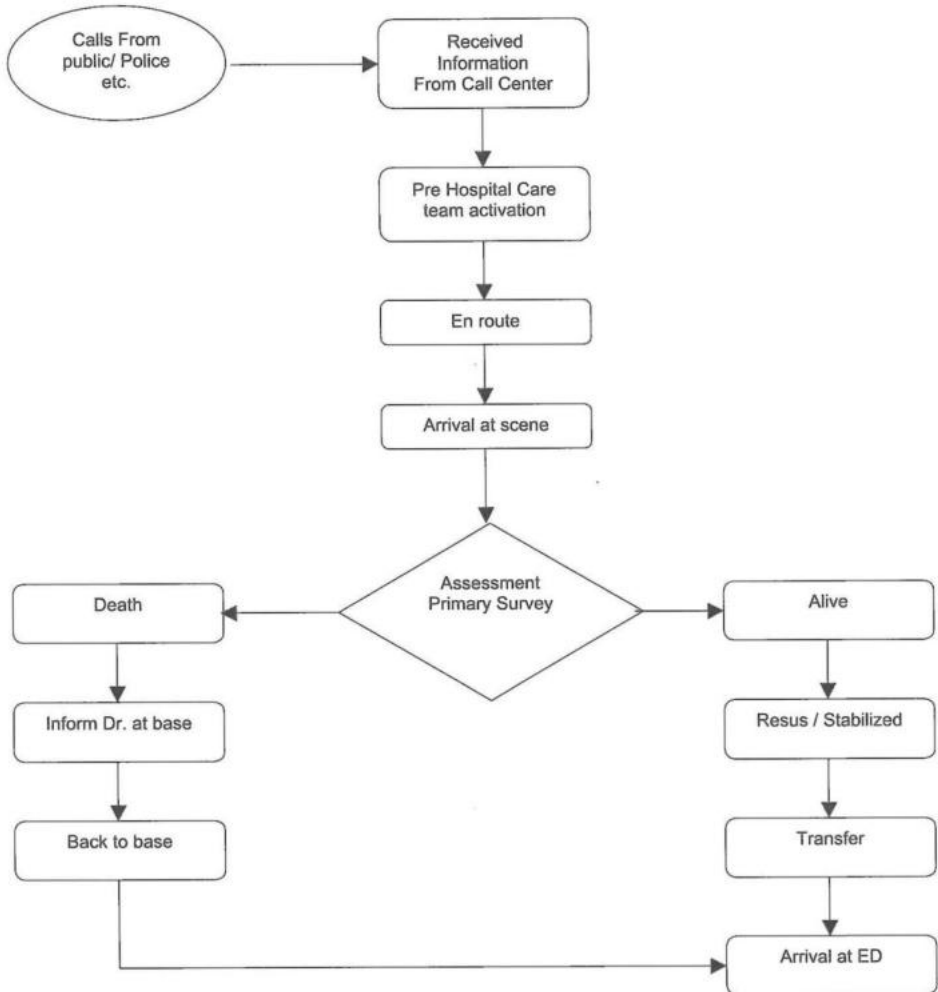 Calls From
public/ Police
etc.
Received
Information
From Call Center
Pre Hospital Care
team activation
En route
Arrival at scene
Assessment
Primary Survey
Death
Alive
Inform Dr. at base
Resus / Stabilized
Back to base
Transfer
Arrival at ED